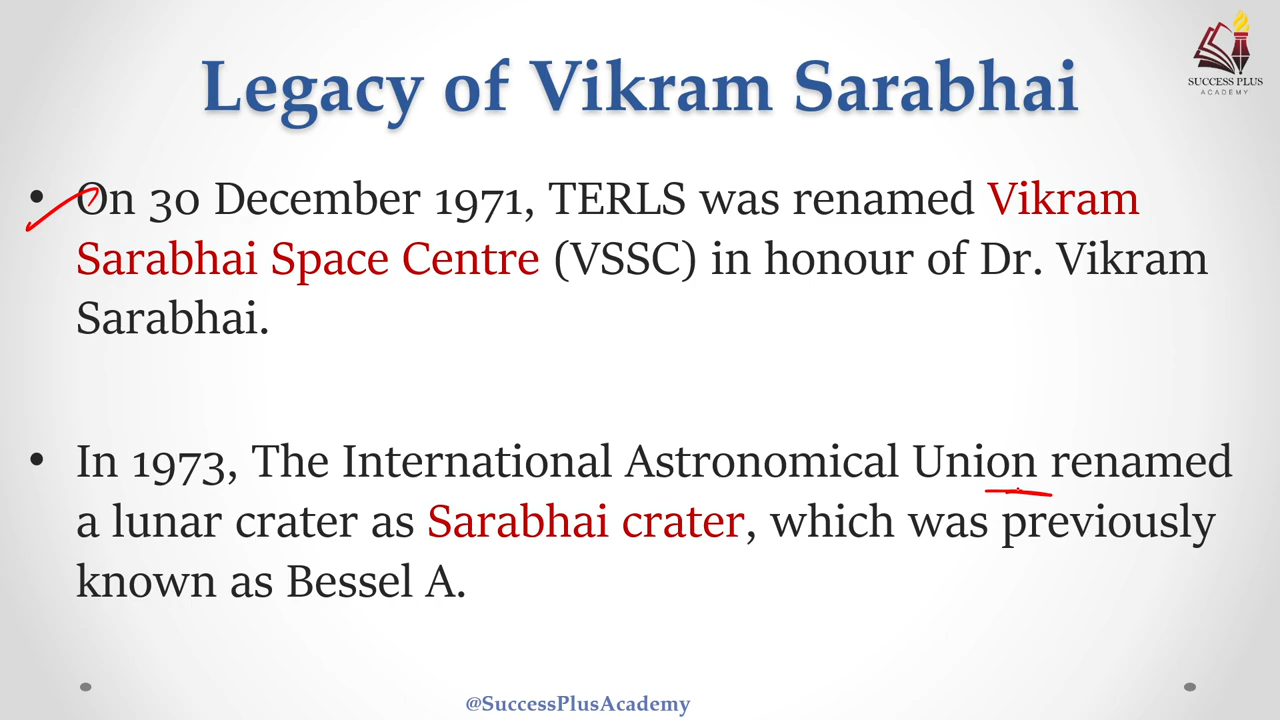 SUCCESS PLUS
ACADEMY
Legacy of Vikram Sarabhai
• On 30 December 1971, TERLS was renamed Vikram
Sarabhai Space Centre (VSSC) in honour of Dr. Vikram
Sarabhai.
• In 1973, The International Astronomical Union renamed
a lunar crater as Sarabhai crater, which was previously
known as Bessel A.
@SuccessPlusAcademy